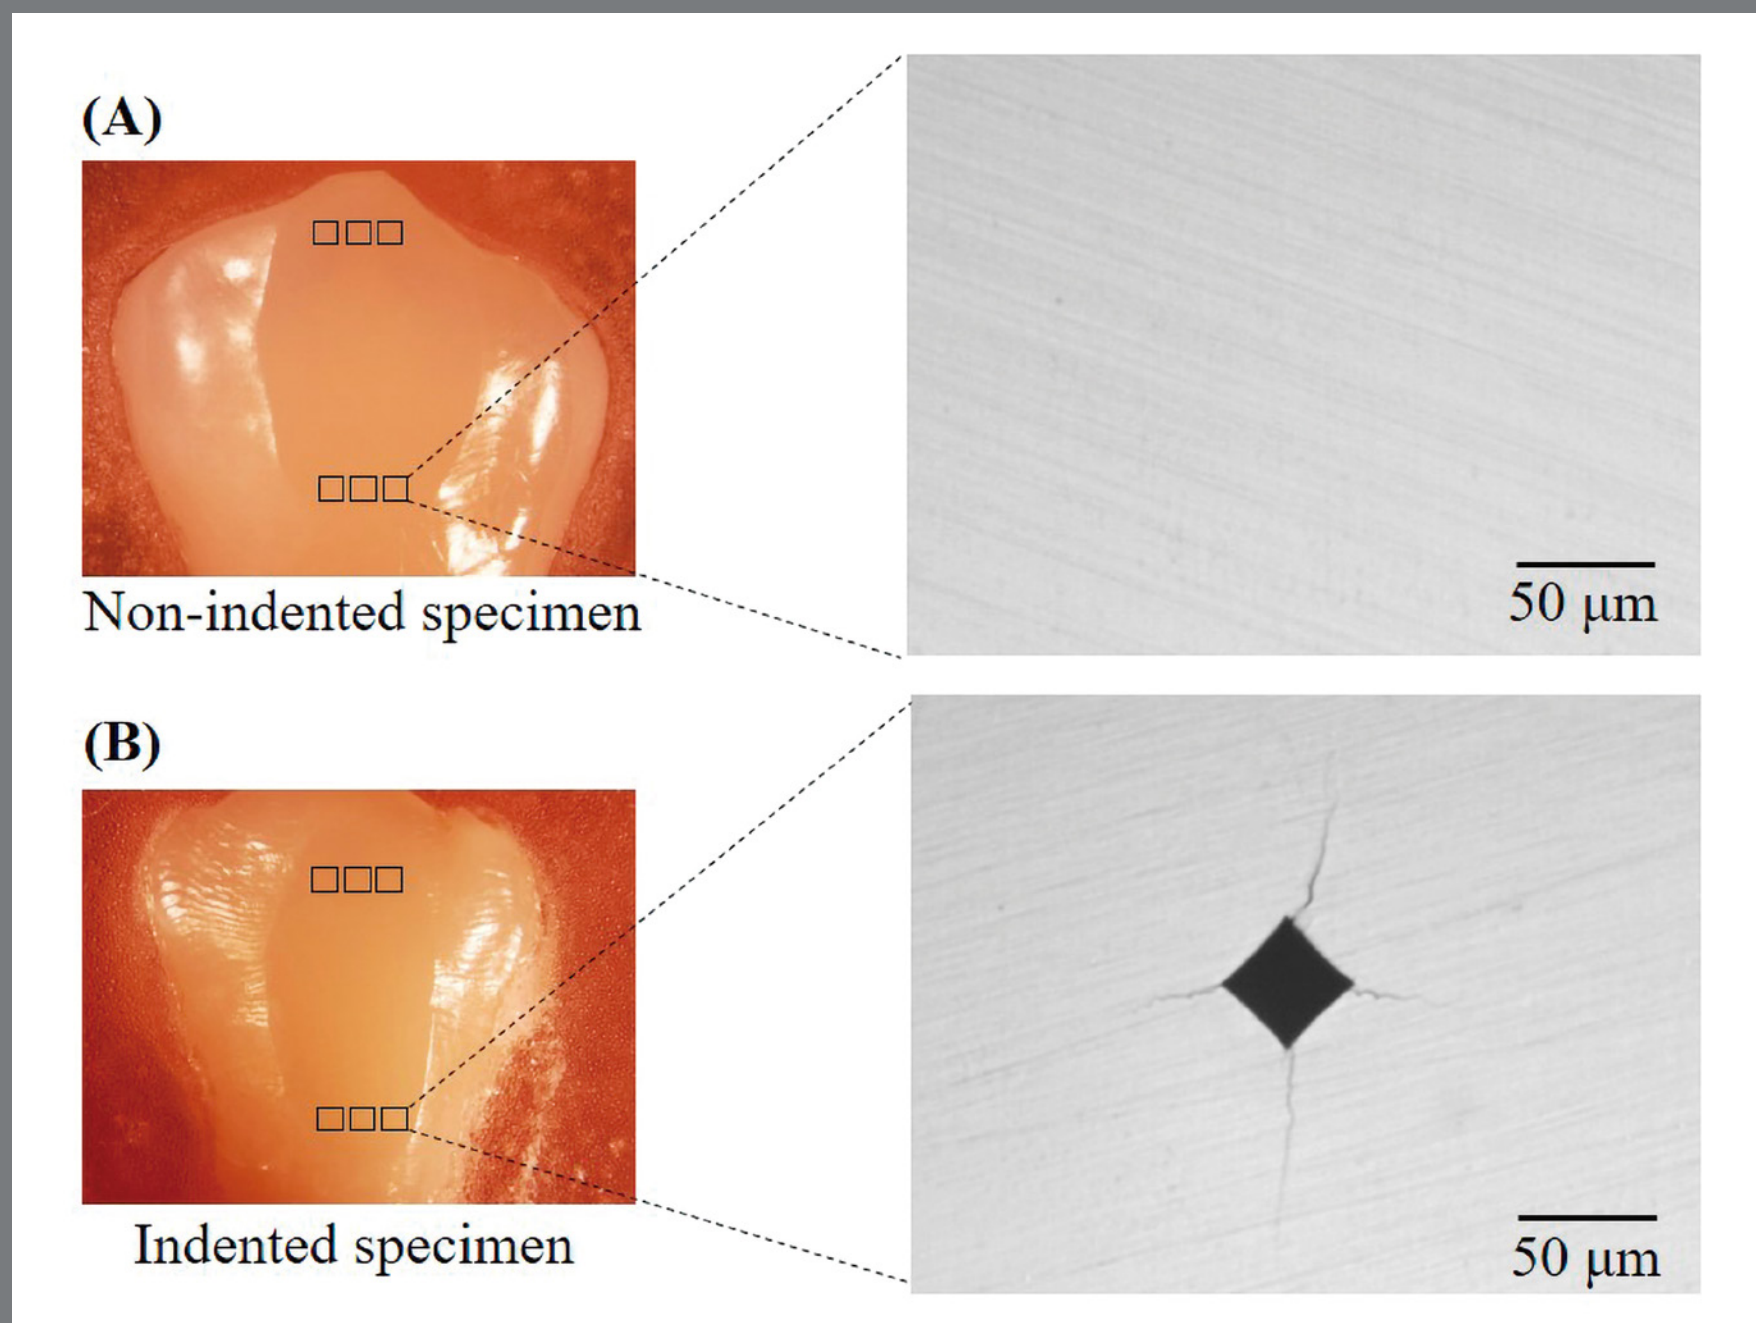 (A)
Non-indented specimen
50 μm
(B)
Indented specimen
50 μm